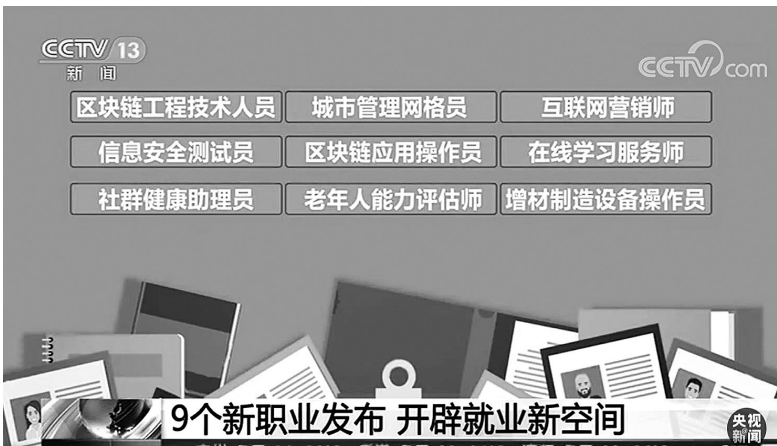 CCTV 13
新闻
CCTV.com
区块链工程技术人员 城市管理网格员 互联网营销师
信息安全测试员 区块链应用操作员 在线学习服务师
社群健康助理员 老年人能力评估师 增材制造设备操作员
9个新职业发布 开辟就业新空间
央视
新闻